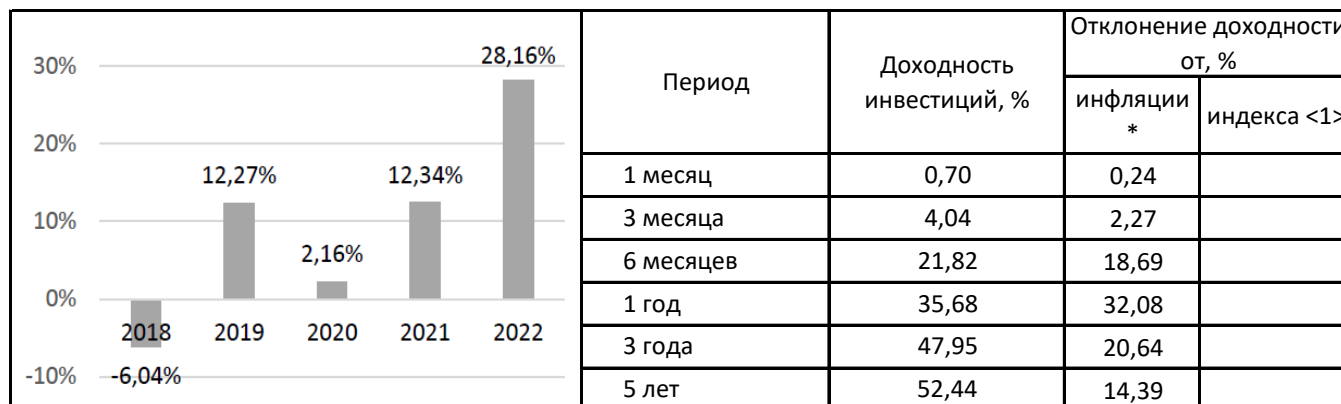 30%
20%
10%
0%
-10%
-6,04%
12,27%
2,16%
12,34%
28,16%
2018 2019 2020 2021 2022
Период
Доходность
инвестиций, %
Отклонение доходности
от, %
инфляции
*
индекса <1>
1 месяц 0,70 0,24
3 месяца 4,04 2,27
6 месяцев 21,82 18,69
1 год 35,68 32,08
3 года 47,95 20,64
5 лет 52,44 14,39